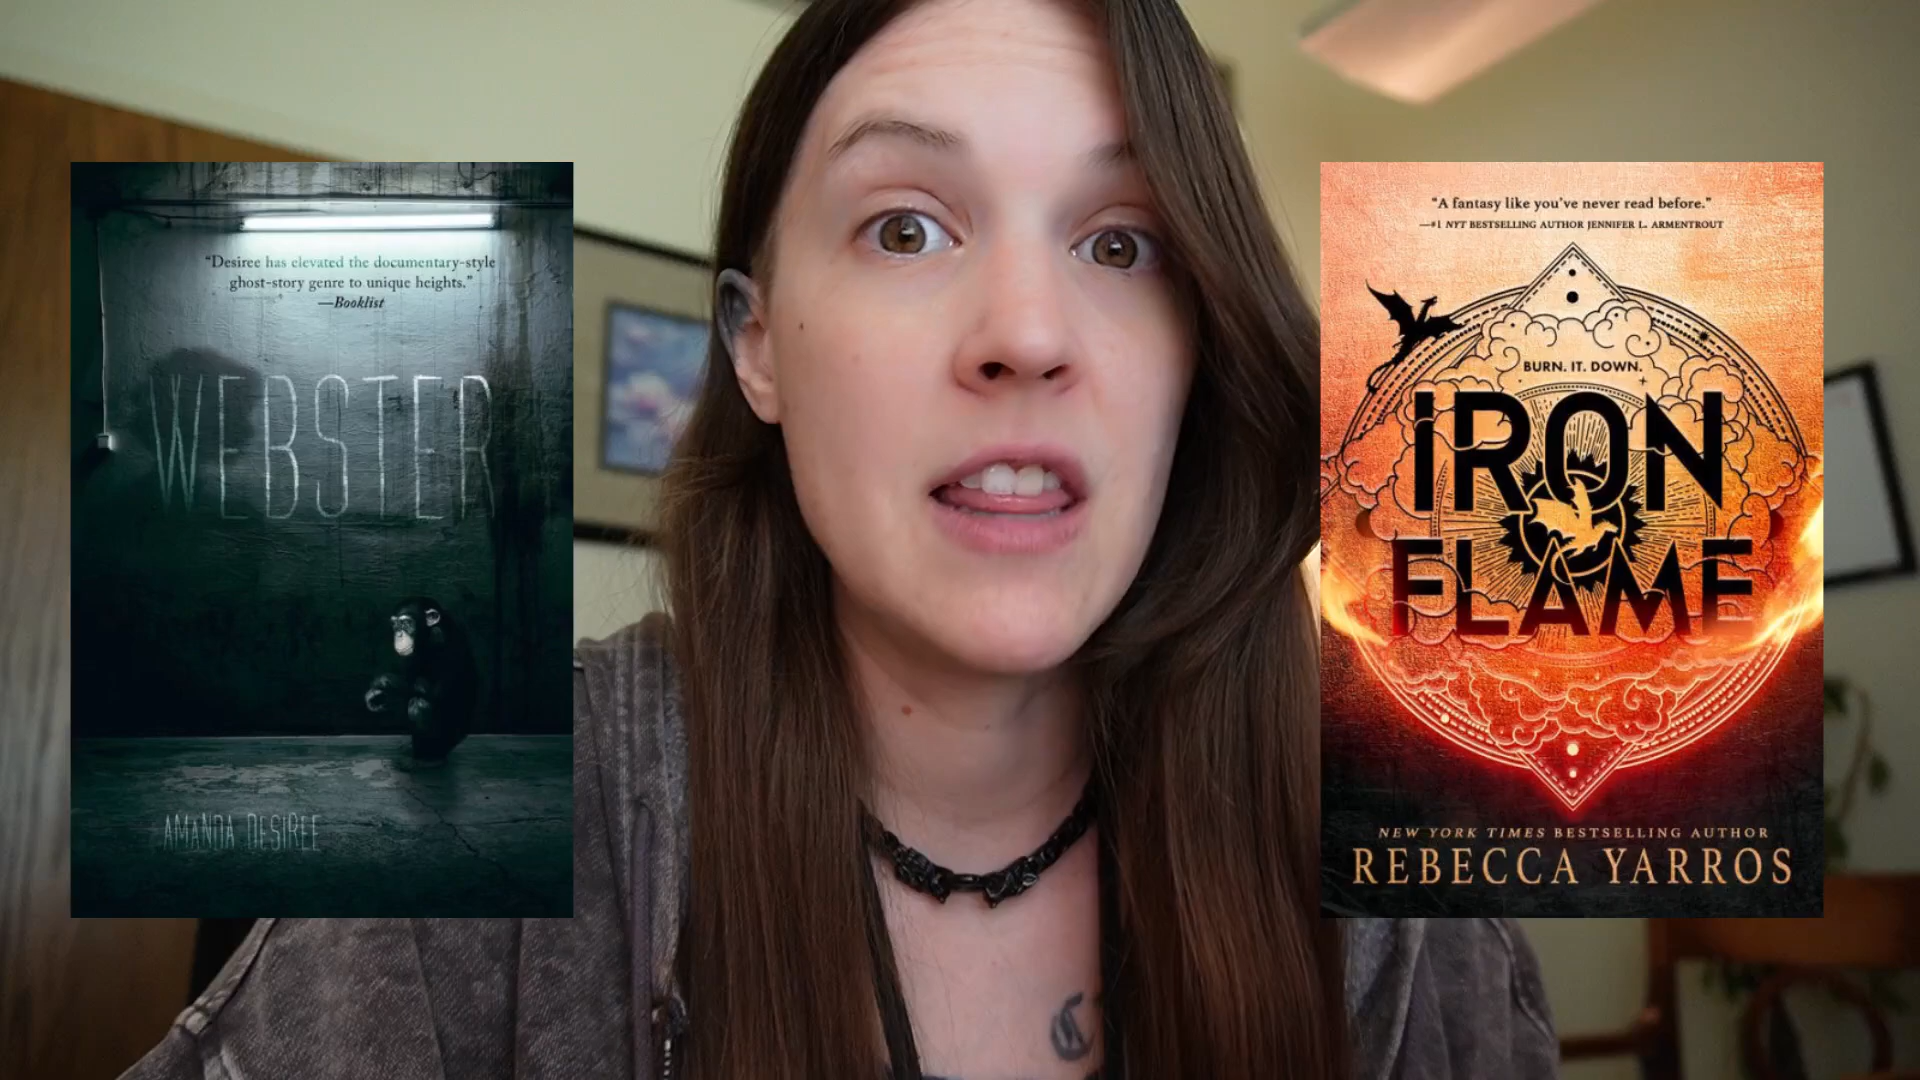 “Desiree has elevated the documentary-style
ghost-story genre to unique heights.”
—Booklist
WEBSTER
AMANDA DESIREE
“A fantasy like you’ve never read before.”
—#1 NYT BESTSELLING AUTHOR JENNIFER L. ARMENTROUT
BURN. IT. DOWN.
IRON
FLAME
NEW YORK TIMES BESTSELLING AUTHOR
REBECCA YARROS
C